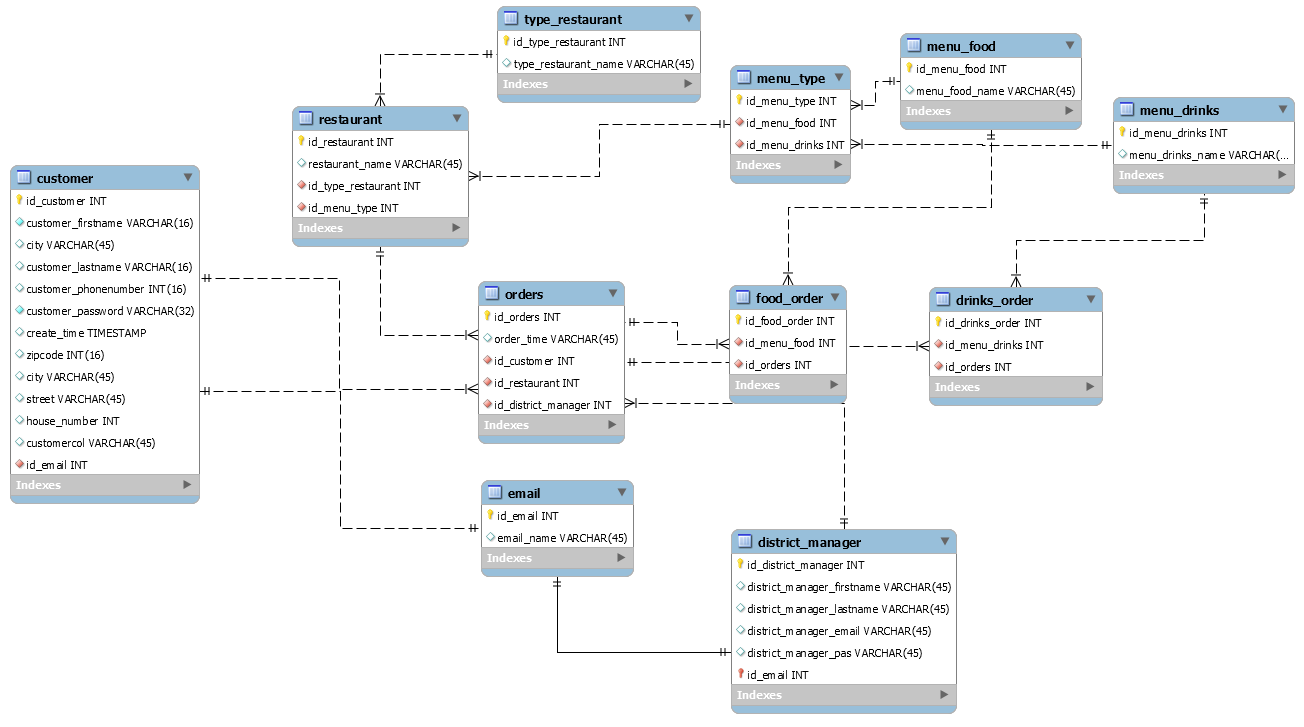 type_restaurant
id_type_restaurant INT
type_restaurant_name VARCHAR(45)
Indexes
menu_food
id_menu_food INT
menu_food_name VARCHAR(45)
Indexes
menu_type
id_menu_type INT
id_menu_food INT
id_menu_drinks INT
Indexes
menu_drinks
id_menu_drinks INT
menu_drinks_name VARCHAR(...
Indexes
restaurant
id_restaurant INT
restaurant_name VARCHAR(45)
id_type_restaurant INT
id_menu_type INT
Indexes
customer
id_customer INT
customer_firstname VARCHAR(16)
city VARCHAR(45)
customer_lastname VARCHAR(16)
customer_phonenumber INT(16)
customer_password VARCHAR(32)
create_time TIMESTAMP
zipcode INT(16)
city VARCHAR(45)
street VARCHAR(45)
house_number INT
customercol VARCHAR(45)
id_email INT
Indexes
orders
id_orders INT
order_time VARCHAR(45)
id_customer INT
id_restaurant INT
id_district_manager INT
Indexes
food_order
id_food_order INT
id_menu_food INT
id_orders INT
Indexes
drinks_order
id_drinks_order INT
id_menu_drinks INT
id_orders INT
Indexes
email
id_email INT
email_name VARCHAR(45)
Indexes
district_manager
id_district_manager INT
district_manager_firstname VARCHAR(45)
district_manager_lastname VARCHAR(45)
district_manager_email VARCHAR(45)
district_manager_pas VARCHAR(45)
id_email INT
Indexes